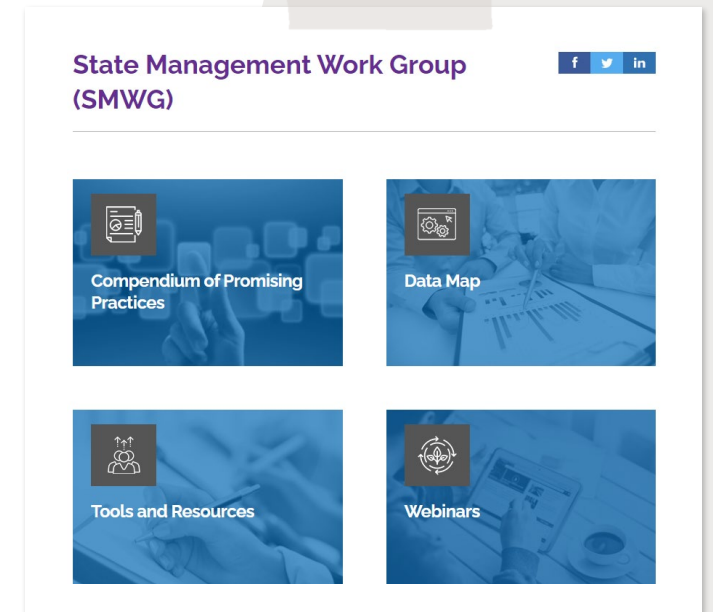 State Management Work Group
(SMWG)
f in
Compendium of Promising
Practices
Data Map
Tools and Resources
Webinars